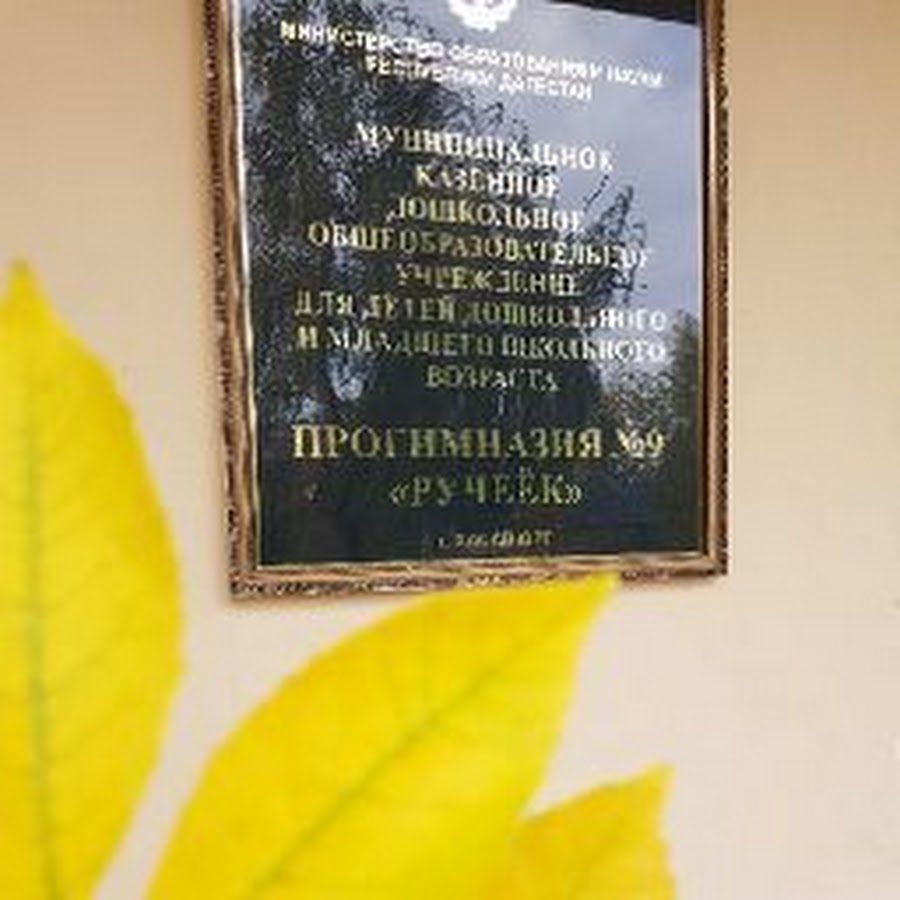 МИНИСТЕРСТВО ОБРАЗОВАНИЯ И НАУКИ
РЕСПУБЛИКИ ДАГЕСТАН
МУНИЦИПАЛЬНОЕ
КАЗЕННОЕ
ДОШКОЛЬНОЕ
ОБЩЕОБРАЗОВАТЕЛЬНОЕ
УЧРЕЖДЕНИЕ
ДЛЯ ДЕТЕЙ ДОШКОЛЬНОГО
И МЛАДШЕГО ШКОЛЬНОГО
ВОЗРАСТА
ПРОГИМНАЗИЯ №9
«РУЧЕЁК»